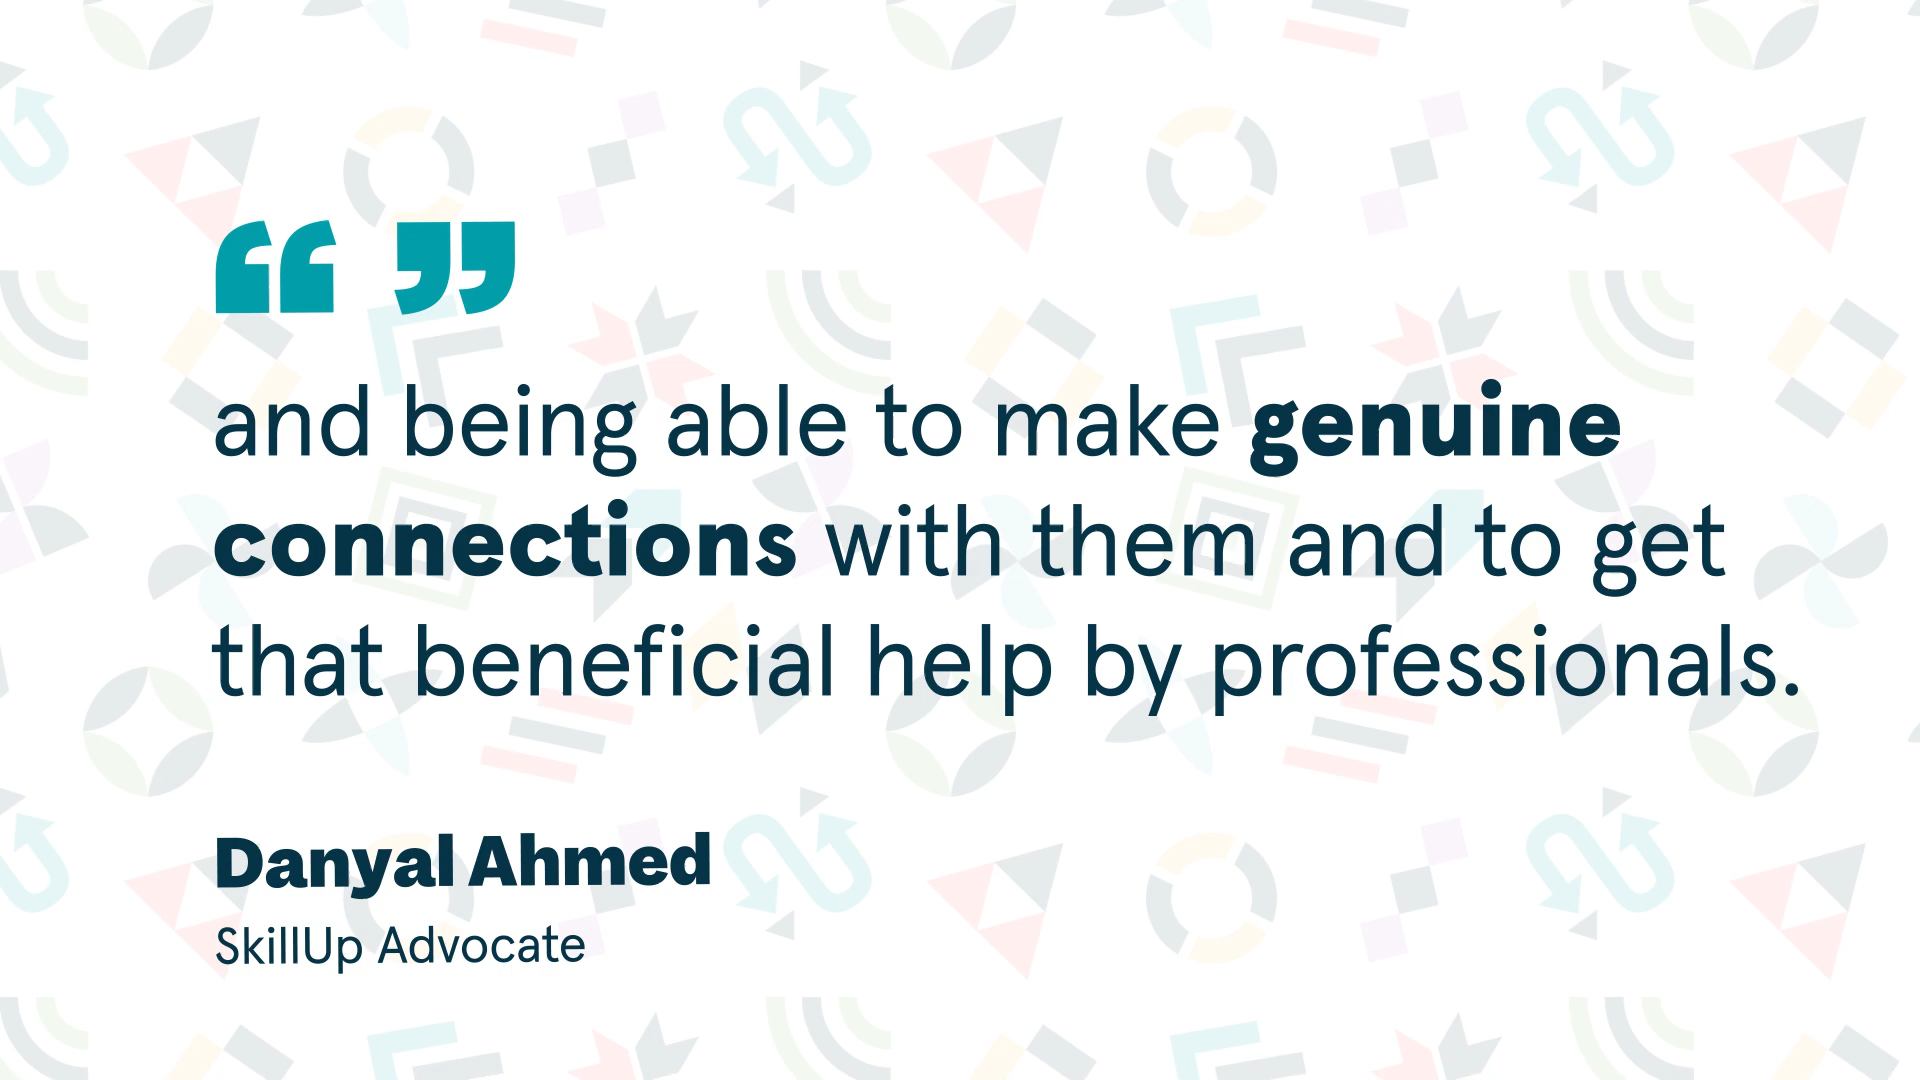 “ ”
and being able to make genuine
connections with them and to get
that beneficial help by professionals.
Danyal Ahmed
SkillUp Advocate